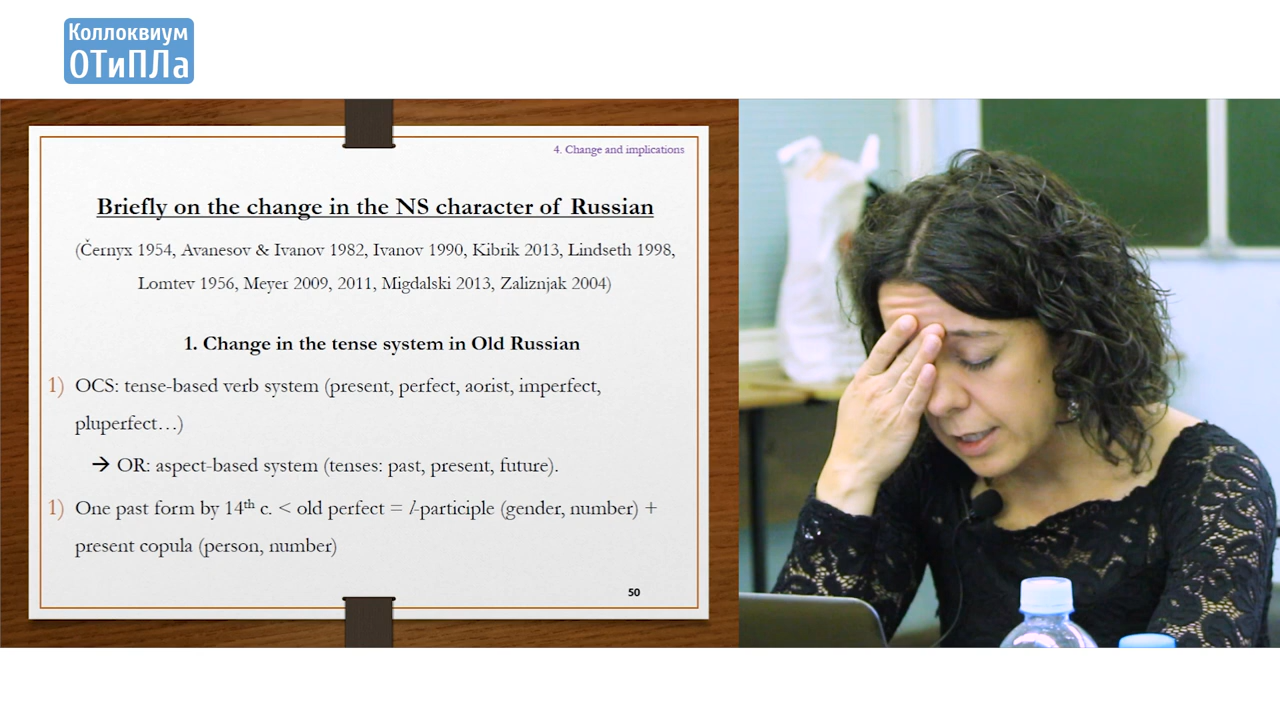 Коллоквиум
ОТиПЛа
4. Change and implications
Briefly on the change in the NS character of Russian
(Černyx 1954, Avanesov & Ivanov 1982, Ivanov 1990, Kibrik 2013, Lindseth 1998,
Lomtev 1956, Meyer 2009, 2011, Migdalski 2013, Zaliznjak 2004)
1. Change in the tense system in Old Russian
1) OCS: tense-based verb system (present, perfect, aorist, imperfect,
pluperfect…)
→ OR: aspect-based system (tenses: past, present, future).
1) One past form by 14th c. < old perfect = l-participle (gender, number) +
present copula (person, number)
50